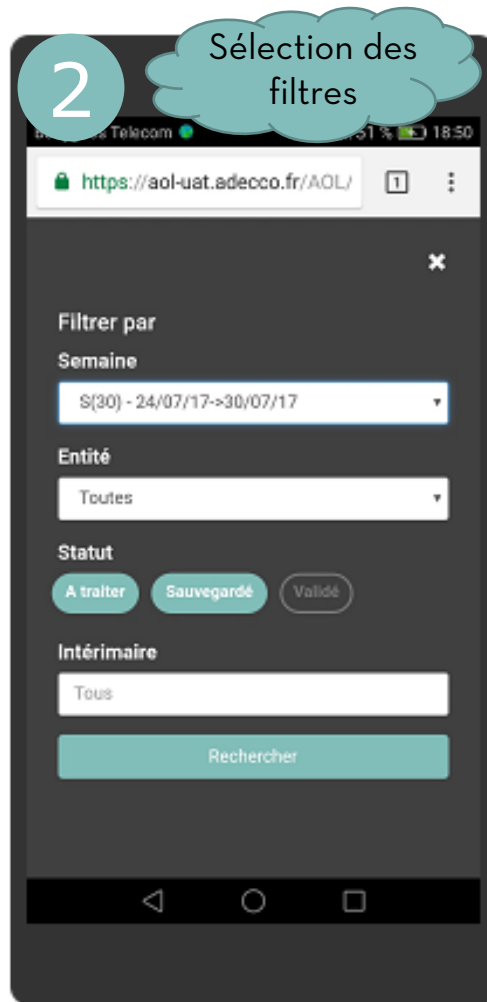 2
Sélection des
filtres
Telecom 51 % 18:50
https://aol-uat.adecco.fr/AOL/ 1
Filtrer par
Semaine
S(30) - 24/07/17->30/07/17
Entité
Toutes
Statut
A traiter Sauvegardé Validé
Intérimaire
Tous
Rechercher